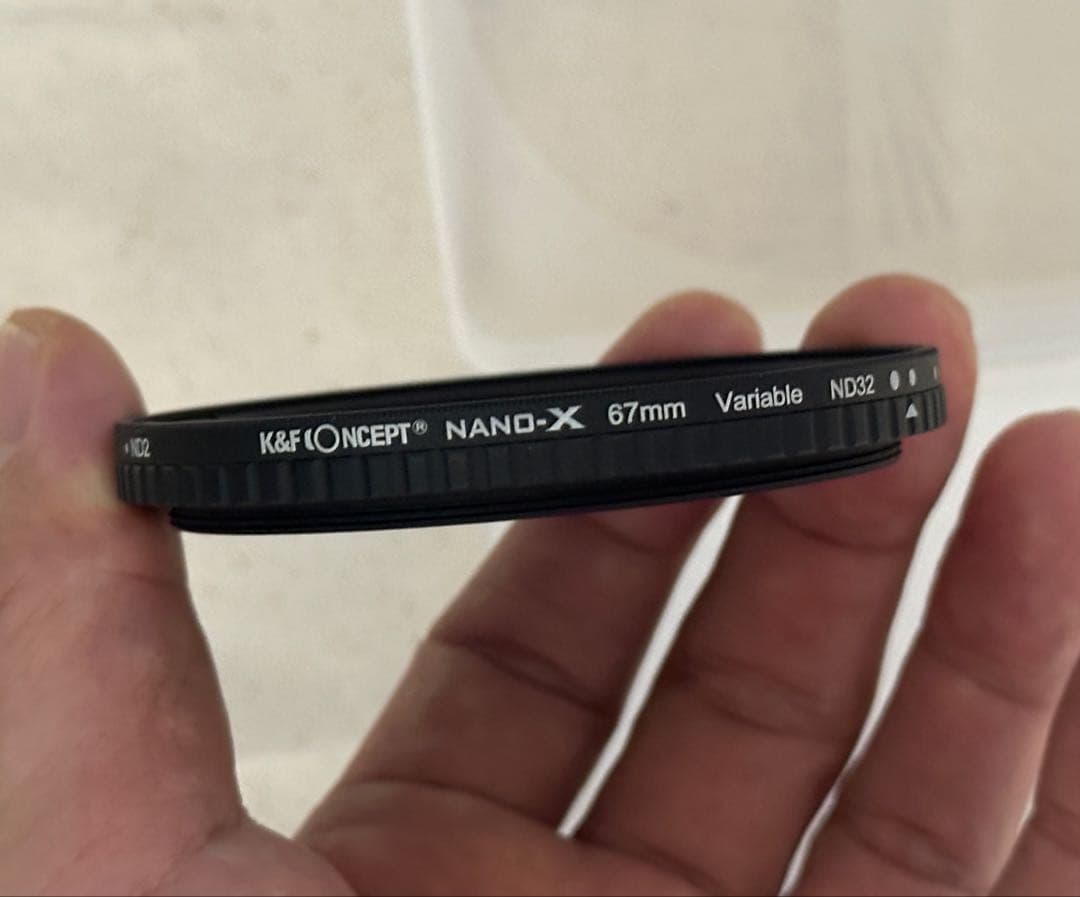 ND2 K&F CONCEPT® NANO-X 67mm Variable ND32